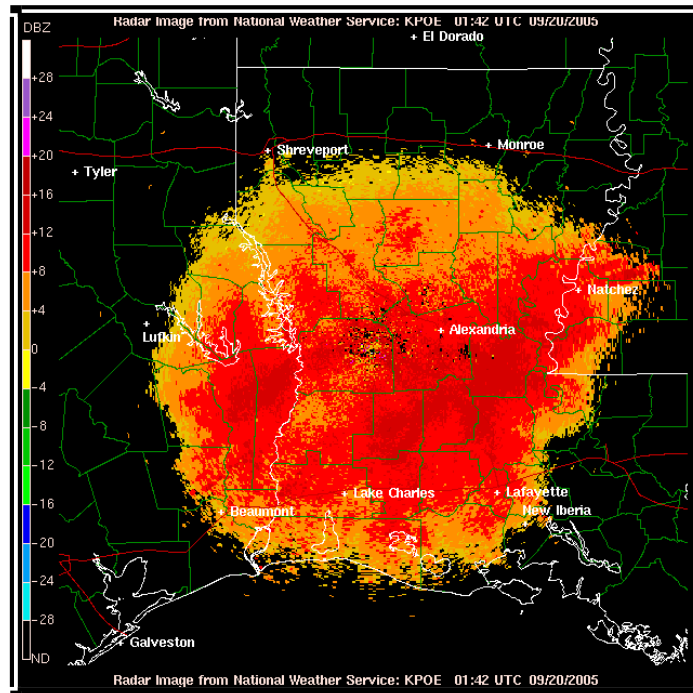 Radar Image from National Weather Service: KPOE 01:42 UTC 09/20/2005
DBZ
El Dorado
+28
+24
Monroe
Shreveport
+20
Tyler
+16
+12
+8
Natchez
+4
Lufkin
Alexandria
0
-4
-8
-12
Lake Charles
Lafayette
-16
Beaumont
New Iberia
-20
-24
-28
Galveston
ND
Radar Image from National Weather Service: KPOE 01:42 UTC 09/20/2005